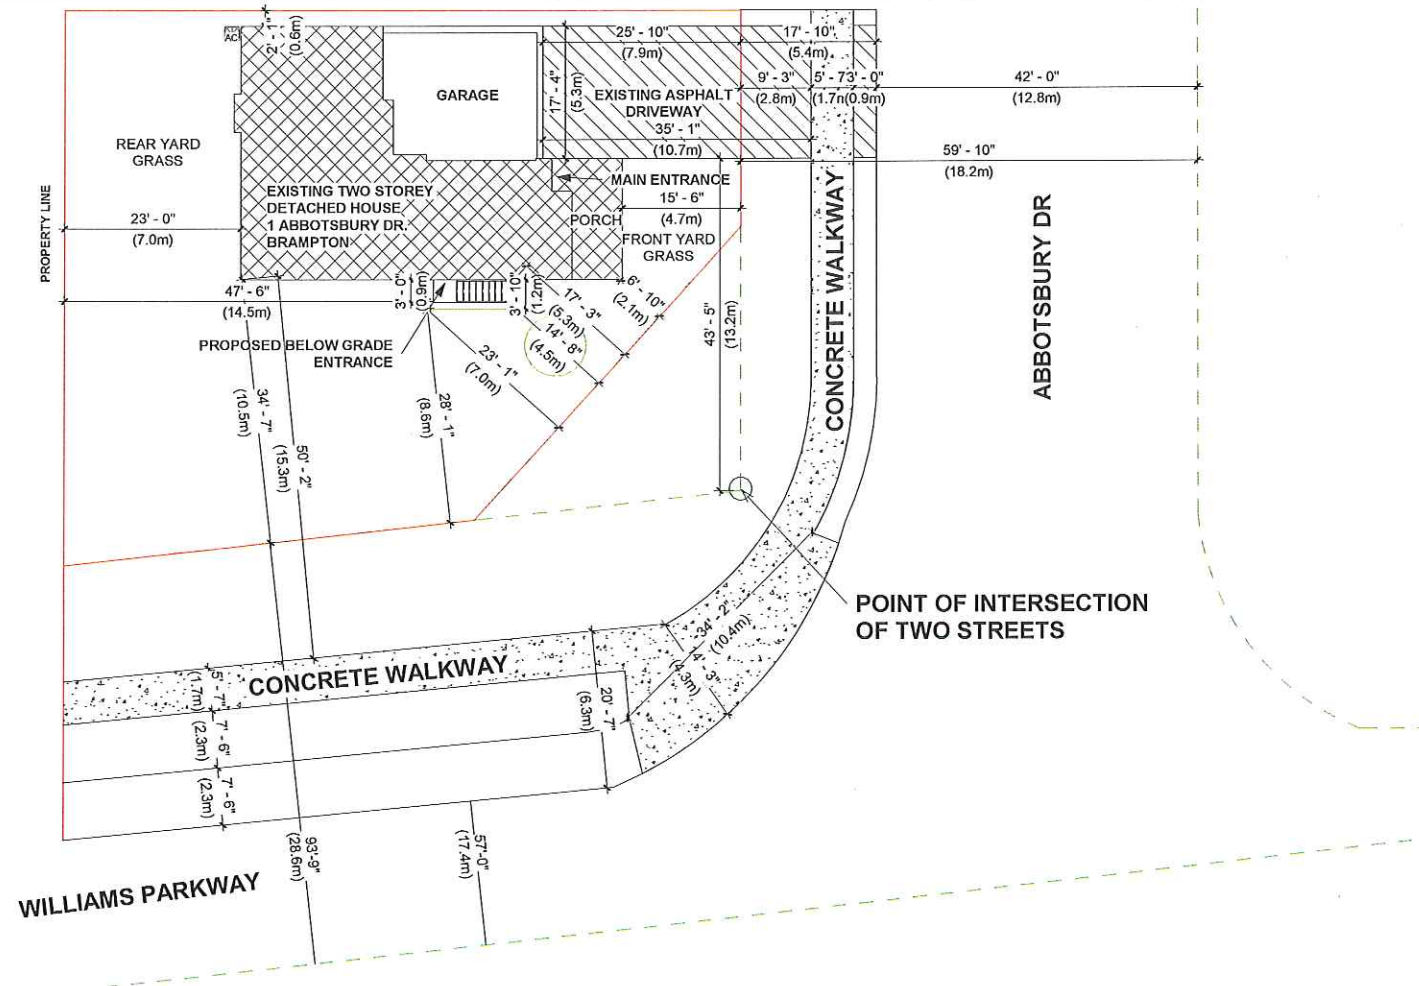 2' - 1"
(0.6m)
AC
25' - 10"
(7.9m)
17' - 10"
(5.4m)
17' - 4"
(5.3m)
GARAGE
EXISTING ASPHALT
DRIVEWAY
9' - 3"
(2.8m)
5' - 7"
(1.7m
3' - 0"
(0.9m)
42' - 0"
(12.8m)
35' - 1"
(10.7m)
59' - 10"
(18.2m)
REAR YARD
GRASS
PROPERTY LINE
23' - 0"
(7.0m)
EXISTING TWO STOREY
DETACHED HOUSE
1 ABBOTSBURY DR.
BRAMPTON
MAIN ENTRANCE
15' - 6"
(4.7m)
PORCH
FRONT YARD
GRASS
CONCRETE WALKWAY
ABBOTSBURY DR
47' - 6"
(14.5m)
3' - 0"
(0.9m)
3' - 10"
(1.2m)
17' - 3"
(5.3m)
6' - 10"
(2.1m)
14' - 8"
(4.5m)
43' - 5"
(13.2m)
PROPOSED BELOW GRADE
ENTRANCE
23' - 1"
(7.0m)
28' - 1"
(8.6m)
34' - 7"
(10.5m)
50' - 2"
(15.3m)
POINT OF INTERSECTION
OF TWO STREETS
34' - 2"
(10.4m)
14' - 3"
(4.3m)
CONCRETE WALKWAY
5' - 7"
(1.7m)
7' - 6"
(2.3m)
7' - 6"
(2.3m)
20' - 7"
(6.3m)
93'-9"
(28.6m)
57'-0"
(17.4m)
WILLIAMS PARKWAY